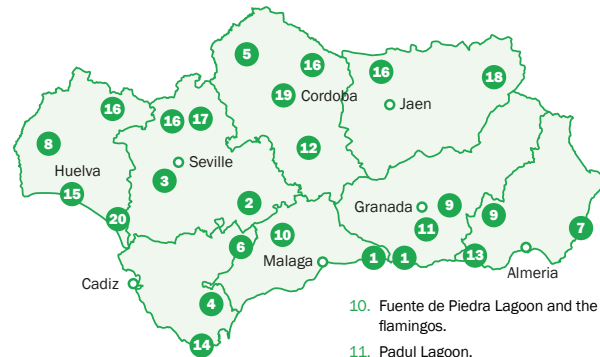 5
16
16
18
19 Cordoba
Jaen
16
16
17
8
12
Huelva
Seville
3
15
2
Granada
9
9
20
11
7
10
6
Malaga
1
1
13
Almeria
Cadiz
4
14
10. Fuente de Piedra Lagoon and the
flamingos.
11. Padul Lagoon.